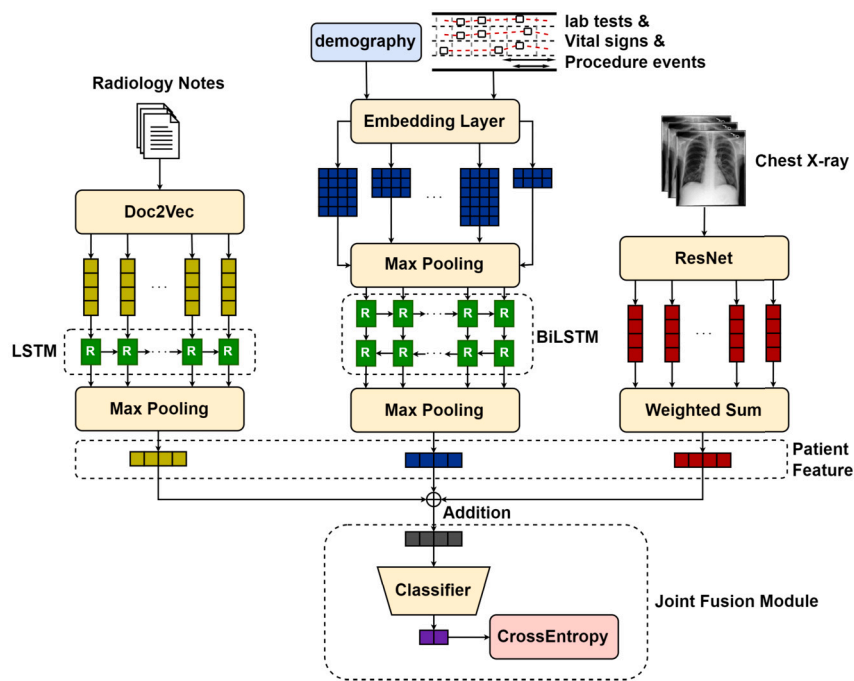 demography
lab tests &
Vital signs &
Procedure events
Radiology Notes
Embedding Layer
Chest X-ray
Doc2Vec
Max Pooling
ResNet
LSTM
R
R
R
R
R
R
R
R
R
R
R
R
BiLSTM
Max Pooling
Max Pooling
Weighted Sum
Patient
Feature
Addition
Classifier
Joint Fusion Module
CrossEntropy